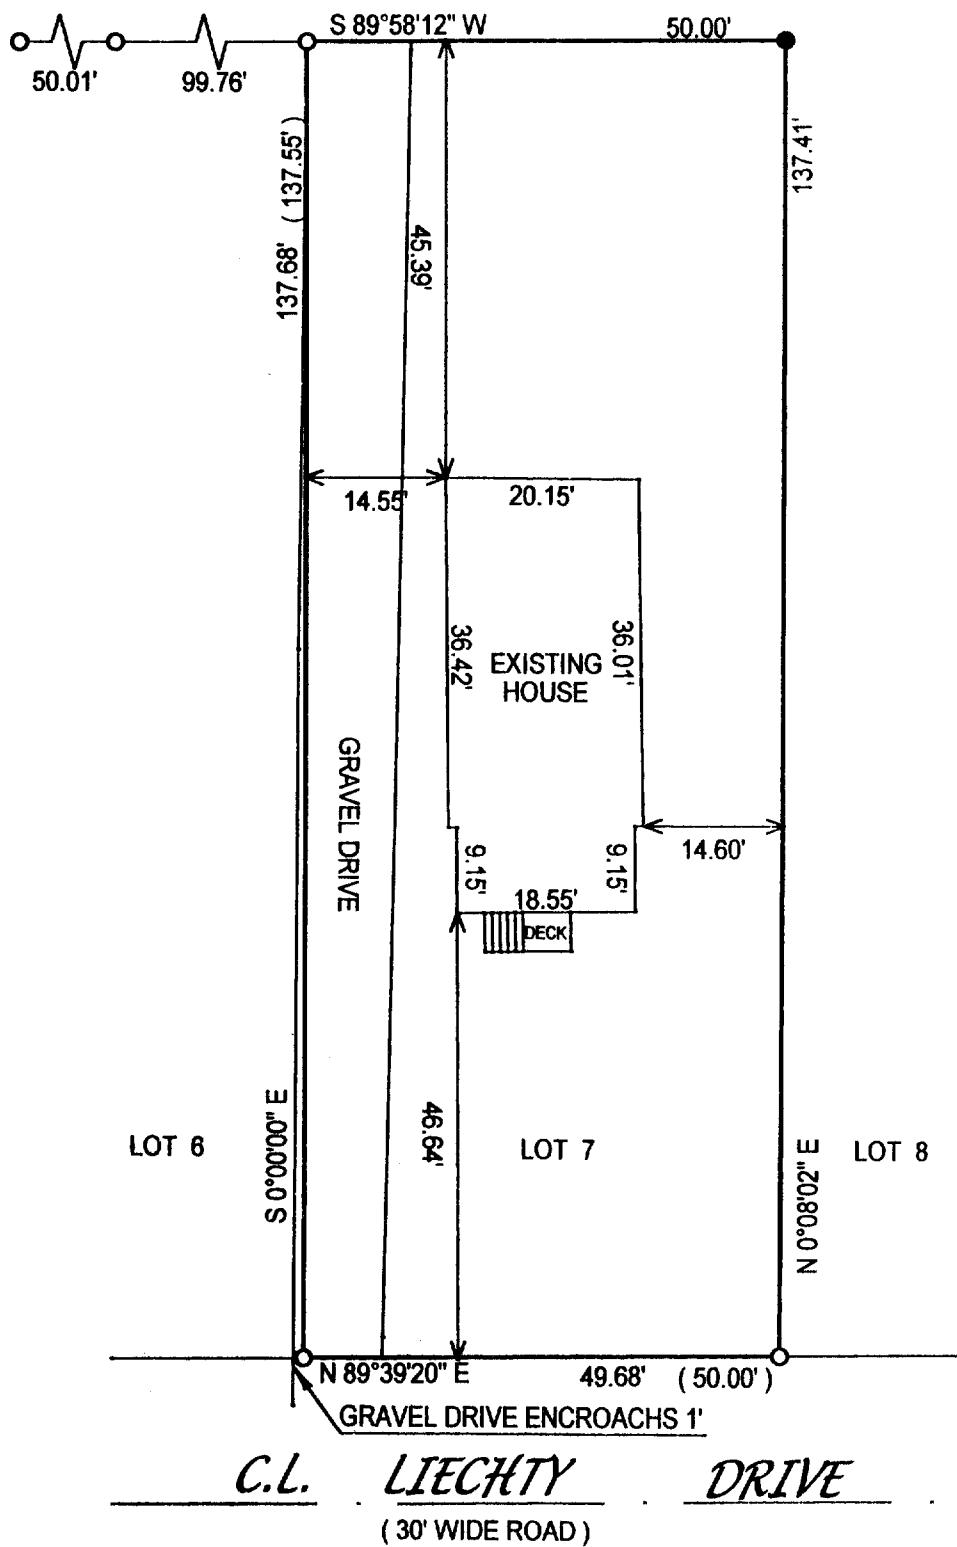 S 89°58'12" W
50.00'
50.01'
99.76'
137.68' ( 137.55' )
137.41'
45.39'
14.55'
20.15'
36.42'
36.01'
EXISTING
HOUSE
GRAVEL DRIVE
14.60'
9.15'
9.15'
18.55'
DECK
46.64'
S 0°00'00" E
LOT 6
LOT 7
N 0°08'02" E
LOT 8
N 89°39'20" E
49.68' ( 50.00' )
GRAVEL DRIVE ENCROACHS 1'
C.L. LIECHTY DRIVE
( 30' WIDE ROAD )